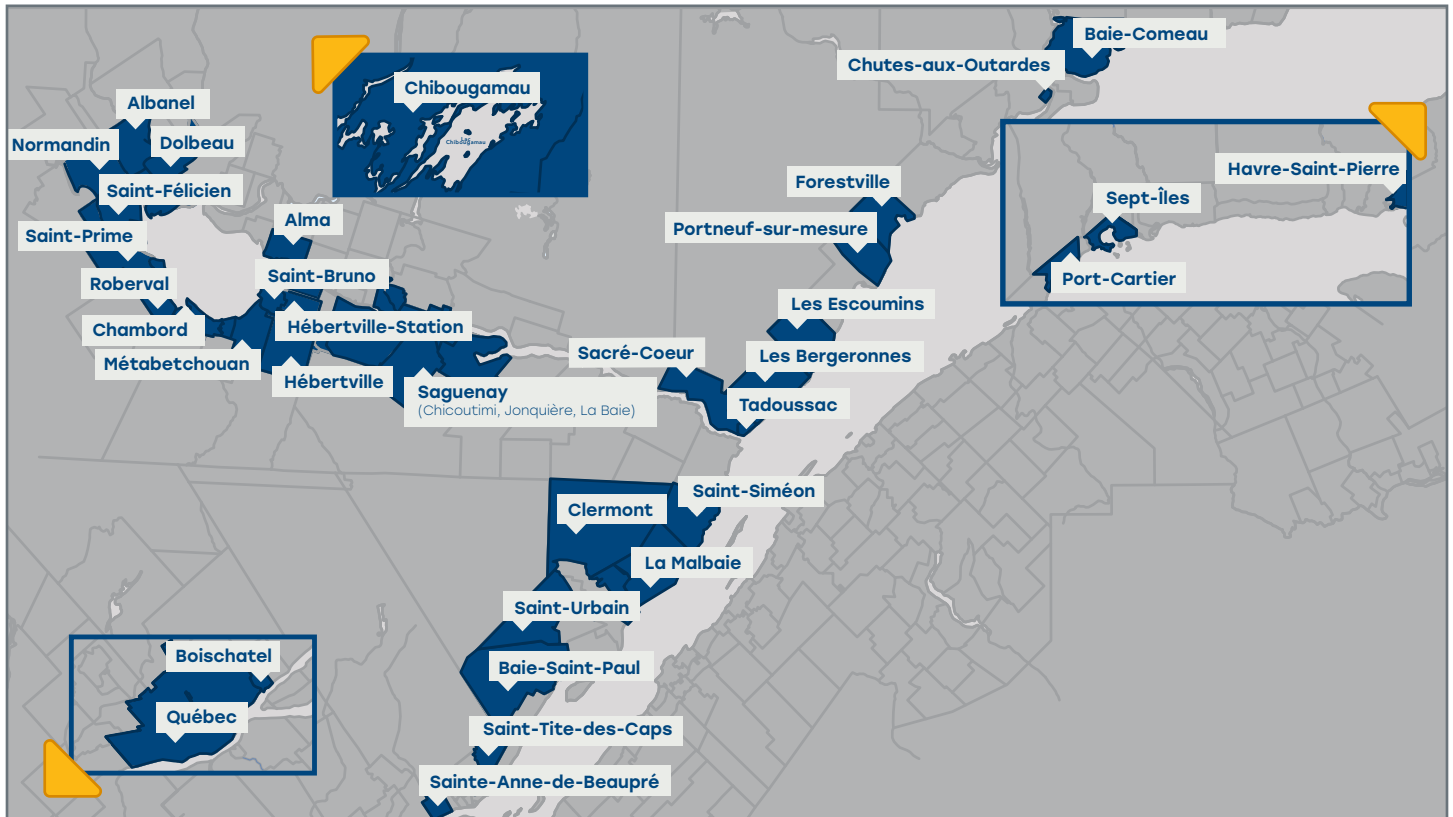 Baie-Comeau
Chutes-aux-Outardes
Chibougamau
Lac
Chibougamau
Albanel
Normandin
Dolbeau
Saint-Félicien
Saint-Prime
Alma
Roberval
Saint-Bruno
Chambord
Hébertville-Station
Métabetchouan
Hébertville
Saguenay
(Chicoutimi, Jonquière, La Baie)
Havre-Saint-Pierre
Sept-Îles
Port-Cartier
Forestville
Portneuf-sur-mesure
Les Escoumins
Sacré-Coeur
Les Bergeronnes
Tadoussac
Saint-Siméon
Clermont
La Malbaie
Saint-Urbain
Baie-Saint-Paul
Saint-Tite-des-Caps
Sainte-Anne-de-Beaupré
Boischatel
Québec